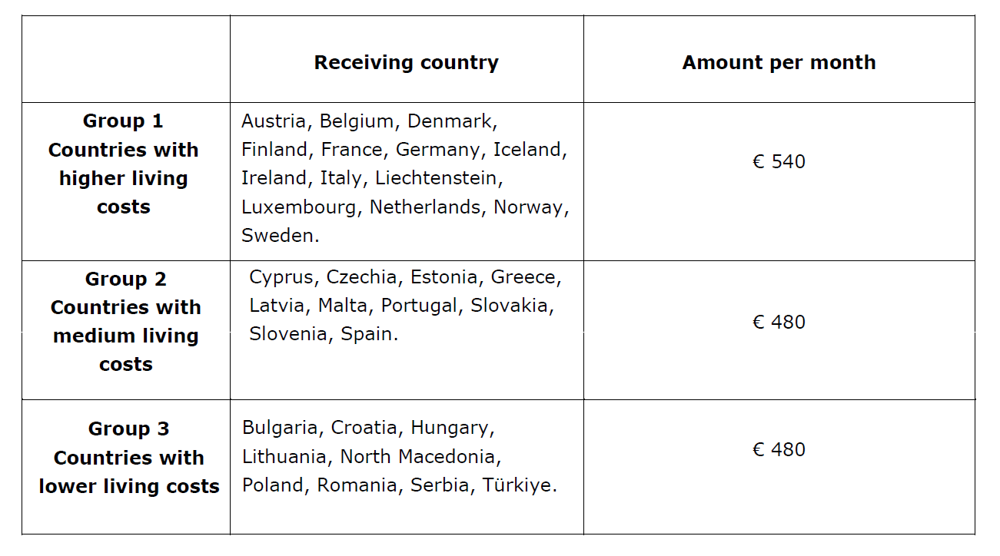 Receiving country
Amount per month
Group 1
Countries with
higher living
costs
Austria, Belgium, Denmark,
Finland, France, Germany, Iceland,
Ireland, Italy, Liechtenstein,
Luxembourg, Netherlands, Norway,
Sweden.
€ 540
Group 2
Countries with
medium living
costs
Cyprus, Czechia, Estonia, Greece,
Latvia, Malta, Portugal, Slovakia,
Slovenia, Spain.
€ 480
Group 3
Countries with
lower living costs
Bulgaria, Croatia, Hungary,
Lithuania, North Macedonia,
Poland, Romania, Serbia, Türkiye.
€ 480